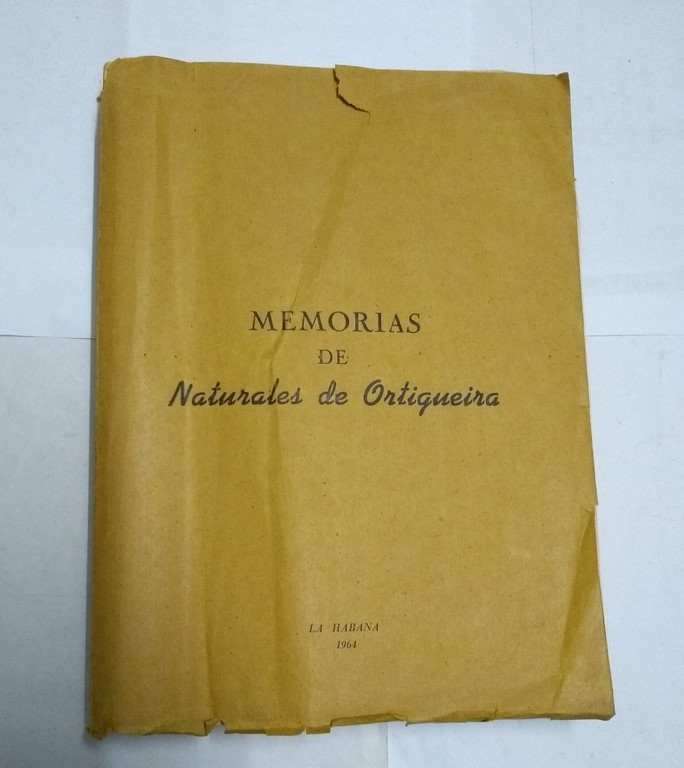 MEMORIAS
DE
Naturales de Ortigueira
LA HABANA
1964